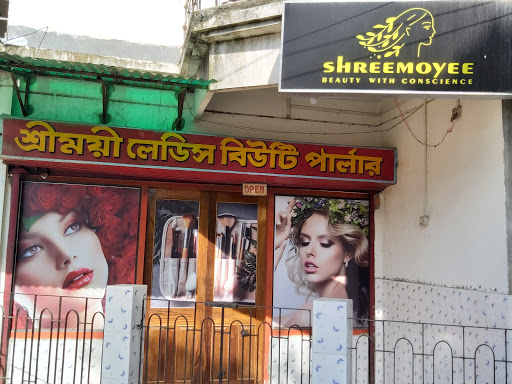 SHREEMOYEE
BEAUTY WITH CONSCIENCE
শ্রীময়ী লেডিস বিউটি পার্লার
OPEN